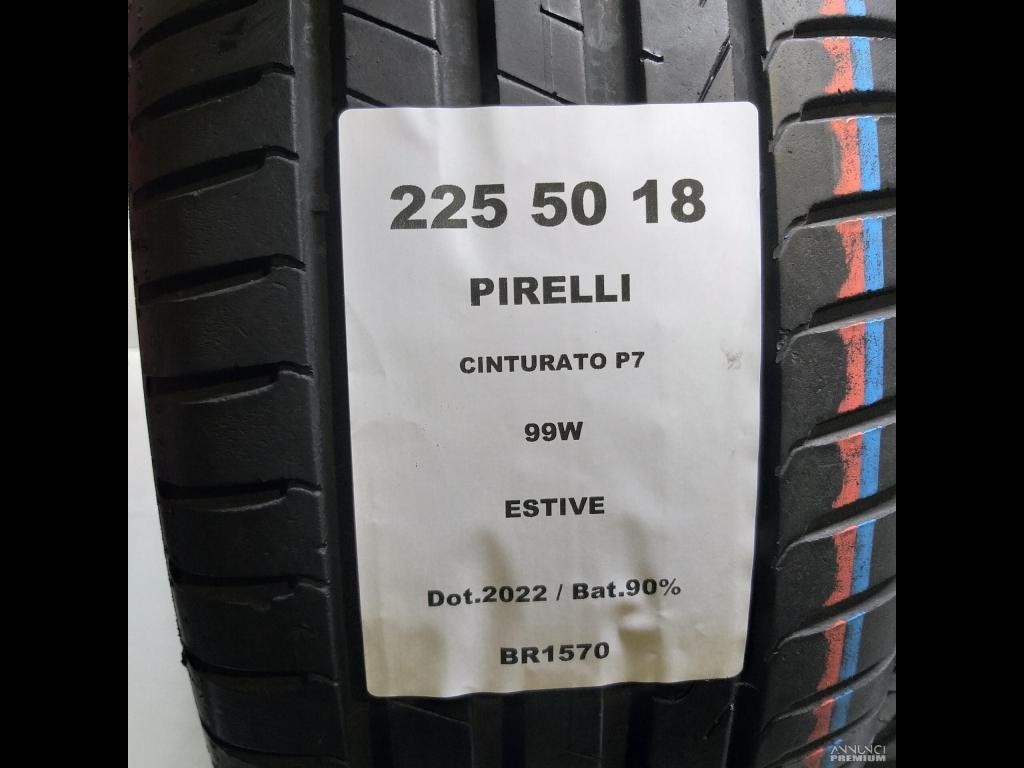 225 50 18
PIRELLI
CINTURATO P7
99W
ESTIVE
Dot.2022 / Bat.90%
BR1570
ANNUNCI
PREMIUM